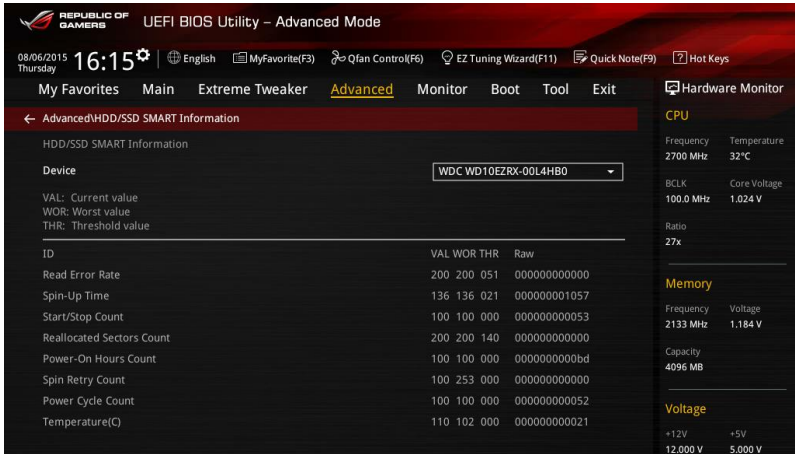 REPUBLIC OF
GAMERS
UEFI BIOS Utility – Advanced Mode
08/06/2015
Thursday
16:15
English
MyFavorite(F3)
Qfan Control(F6)
EZ Tuning Wizard(F11)
Quick Note(F9)
? Hot Keys
My Favorites Main Extreme Tweaker Advanced Monitor Boot Tool Exit
Advanced\HDD/SSD SMART Information
HDD/SSD SMART Information
Device WDC WD10EZRX-00L4HB0
VAL: Current value
WOR: Worst value
THR: Threshold value
ID VAL WOR THR Raw
Read Error Rate 200 200 051 000000000000
Spin-Up Time 136 136 021 000000001057
Start/Stop Count 100 100 000 000000000053
Reallocated Sectors Count 200 200 140 000000000000
Power-On Hours Count 100 100 000 0000000000bd
Spin Retry Count 100 253 000 000000000000
Power Cycle Count 100 100 000 000000000052
Temperature(C) 110 102 000 000000000021
Hardware Monitor
CPU
Frequency Temperature
2700 MHz 32°C
BCLK Core Voltage
100.0 MHz 1.024 V
Ratio
27x
Memory
Frequency Voltage
2133 MHz 1.184 V
Capacity
4096 MB
Voltage
+12V +5V
12.000 V 5.000 V